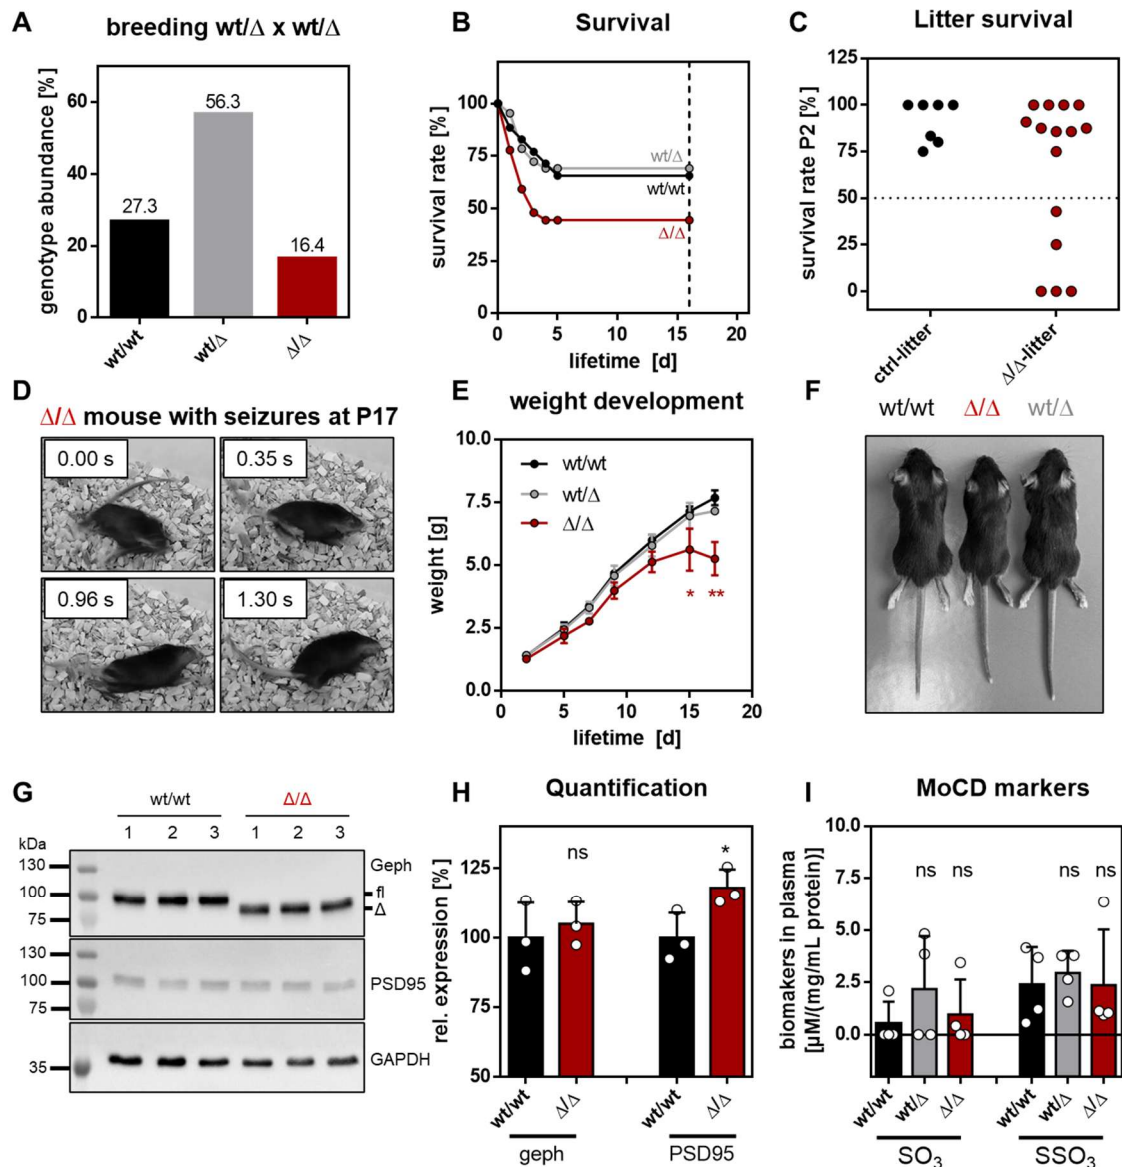 A
breeding wt/Δ x wt/Δ
genotype abundance [%]
60
40
20
0
27.3
56.3
16.4
wt/wt
wt/Δ
Δ/Δ
B
Survival
survival rate [%]
100
75
50
25
0
wt/Δ
wt/wt
Δ/Δ
0 5 10 15 20
lifetime [d]
C
Litter survival
survival rate P2 [%]
125
100
75
50
25
0
ctrl-litter
Δ/Δ-litter
D
Δ/Δ mouse with seizures at P17
0.00 s
0.35 s
0.96 s
1.30 s
E
weight development
weight [g]
10.0
7.5
5.0
2.5
0.0
wt/wt
wt/Δ
Δ/Δ
* **
0 5 10 15 20
lifetime [d]
F
wt/wt Δ/Δ wt/Δ
G
wt/wt Δ/Δ
1 2 3 1 2 3
kDa
130
100
75
Geph
fl
Δ
130
100
75
PSD95
35
GAPDH
H
Quantification
rel. expression [%]
125
100
75
50
ns
*
wt/wt
Δ/Δ
wt/wt
Δ/Δ
geph
PSD95
I
MoCD markers
biomakers in plasma
[µM/(mg/mL protein)]
10.0
7.5
5.0
2.5
0.0
ns ns ns ns
wt/wt
wt/Δ
Δ/Δ
wt/wt
wt/Δ
Δ/Δ
SO₃
SSO₃